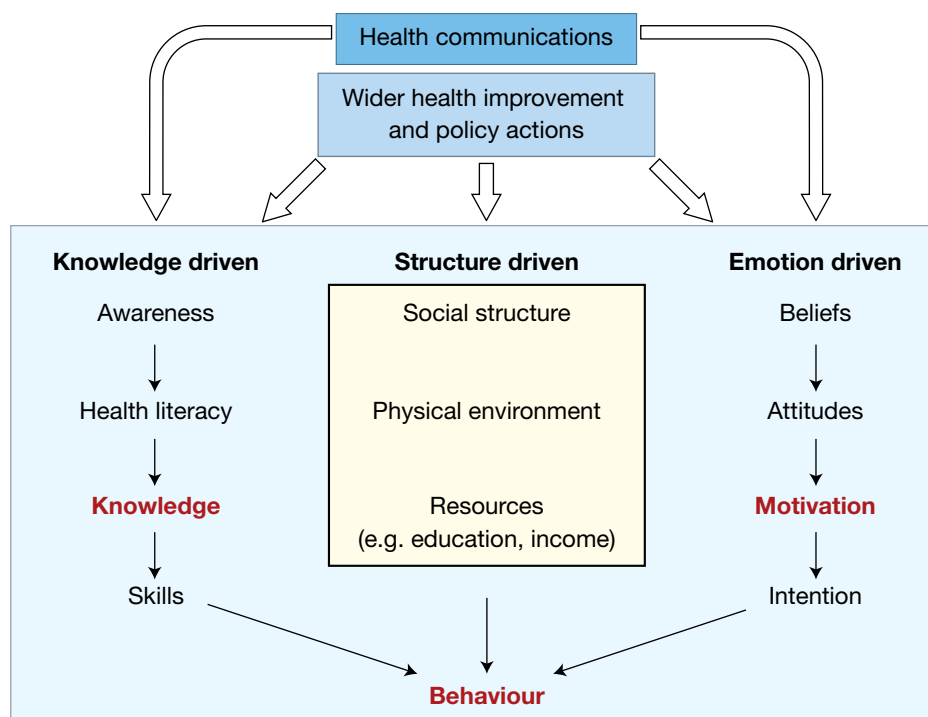 Health communications
Wider health improvement
and policy actions
Knowledge driven
Structure driven
Emotion driven
Awareness
Social structure
Beliefs
Health literacy
Physical environment
Attitudes
Knowledge
Resources
(e.g. education, income)
Motivation
Skills
Intention
Behaviour